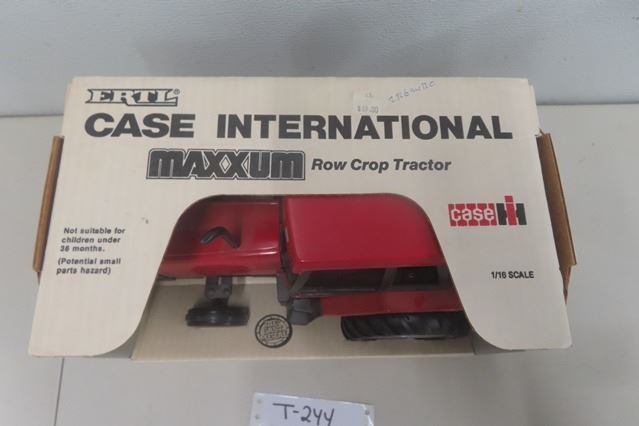 ERTL®
CASE INTERNATIONAL
MAXXUM Row Crop Tractor
case IH
Not suitable for
children under
36 months.
(Potential small
parts hazard)
1/16 SCALE
T-244